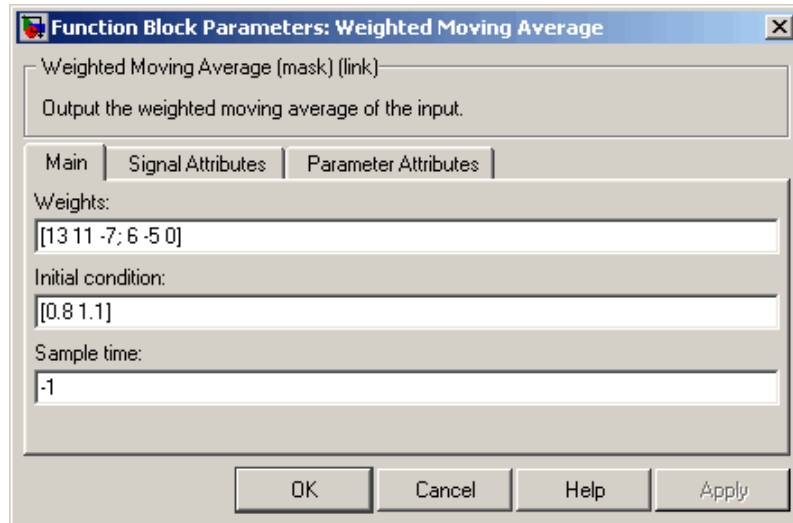 Function Block Parameters: Weighted Moving Average
Weighted Moving Average (mask) (link)
Output the weighted moving average of the input.
Main Signal Attributes Parameter Attributes
Weights:
[13 11 -7; 6 -5 0]
Initial condition:
[0.8 1.1]
Sample time:
-1
OK Cancel Help Apply